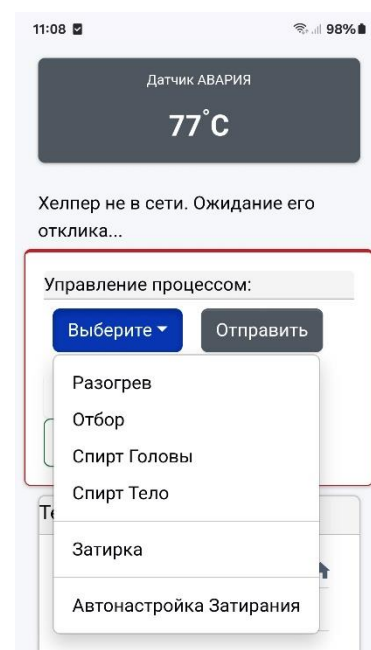 11:08 98%
Датчик АВАРИЯ
77°C
Хелпер не в сети. Ожидание его
отклика...
Управление процессом:
Выберите Отправить
Разогрев
Отбор
Спирт Головы
Спирт Тело
Те
Затирка
Автонастройка Затирания